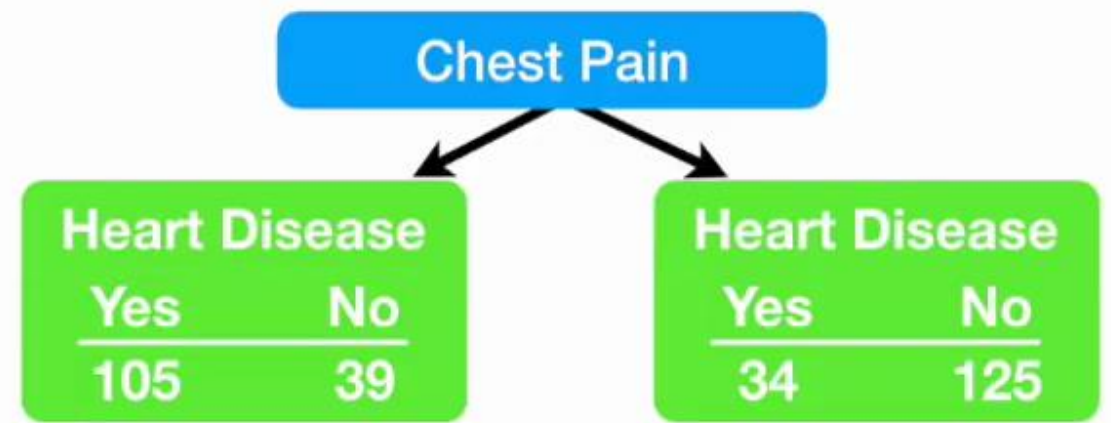 Chest Pain
Heart Disease
Yes No
105 39
Heart Disease
Yes No
34 125